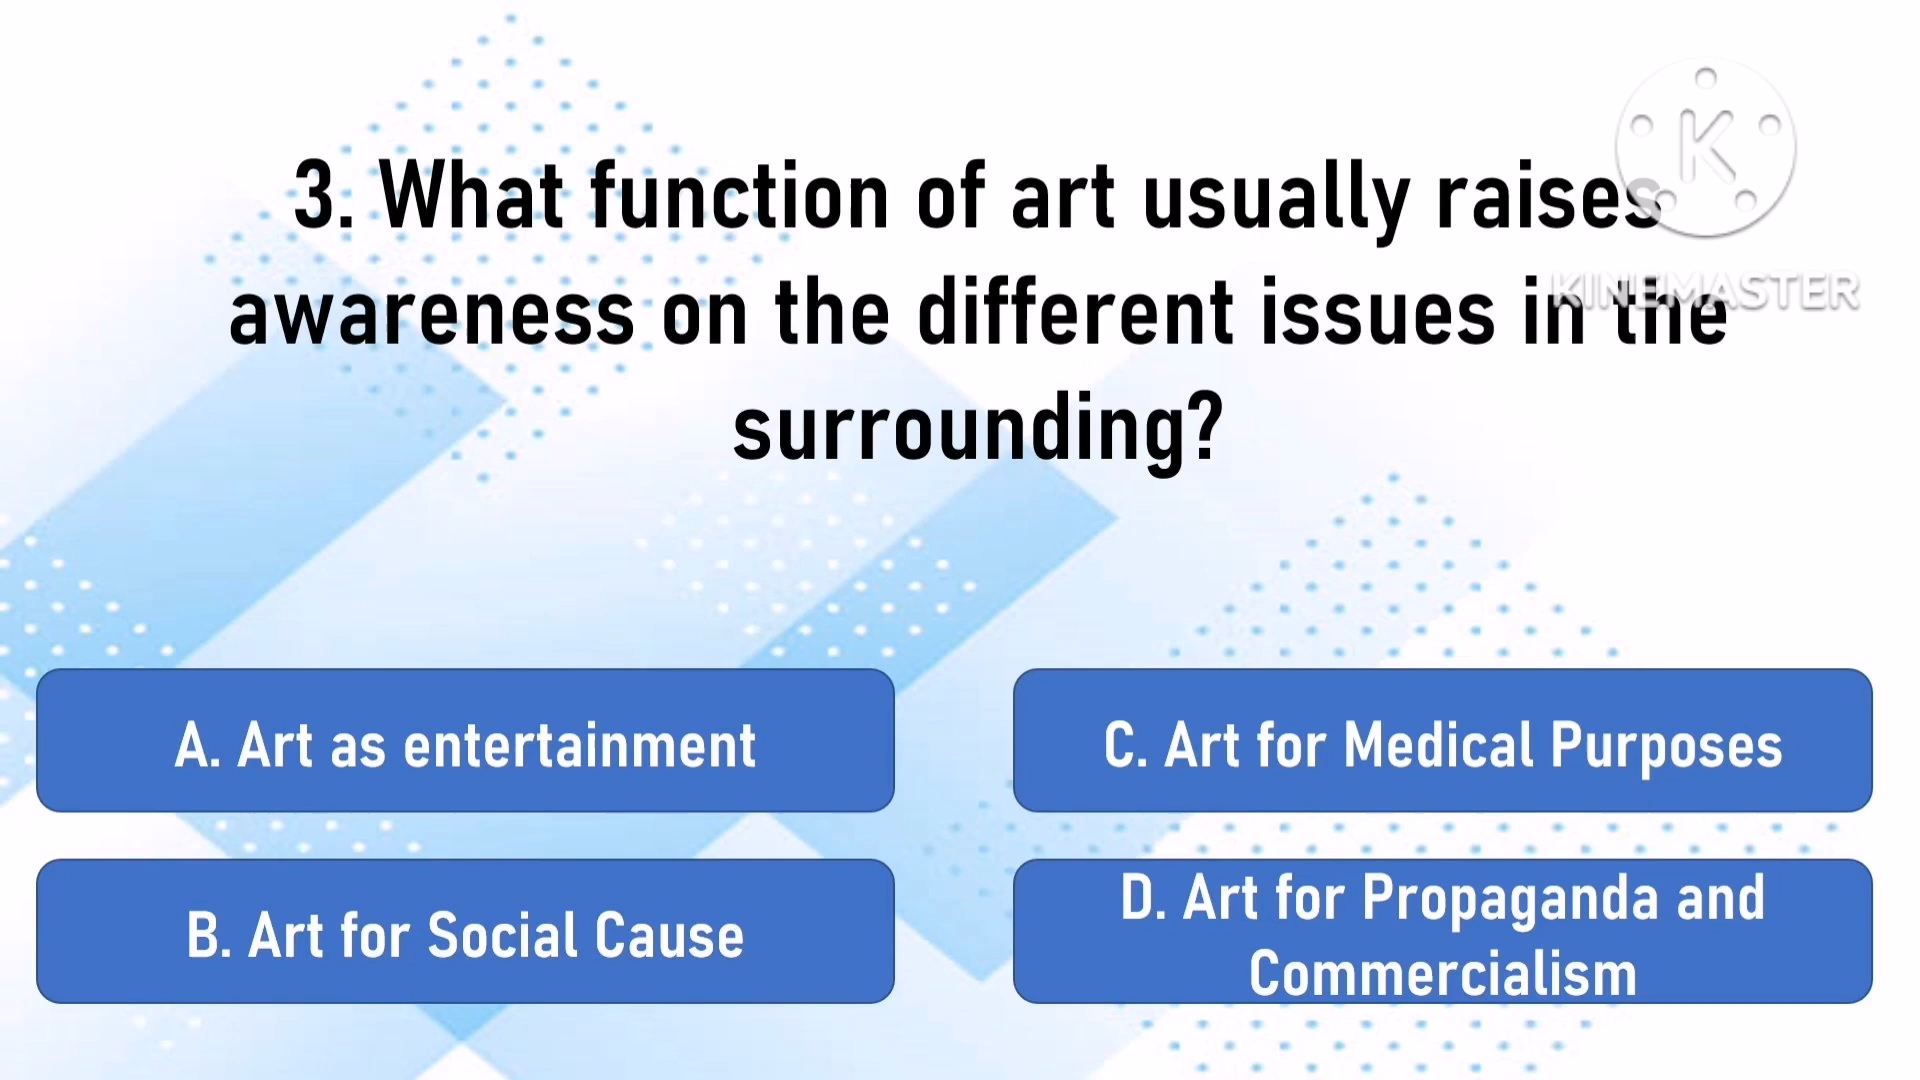 3. What function of art usually raises
awareness on the different issues in the
surrounding?
K
KINEMASTER
A. Art as entertainment
C. Art for Medical Purposes
B. Art for Social Cause
D. Art for Propaganda and
Commercialism